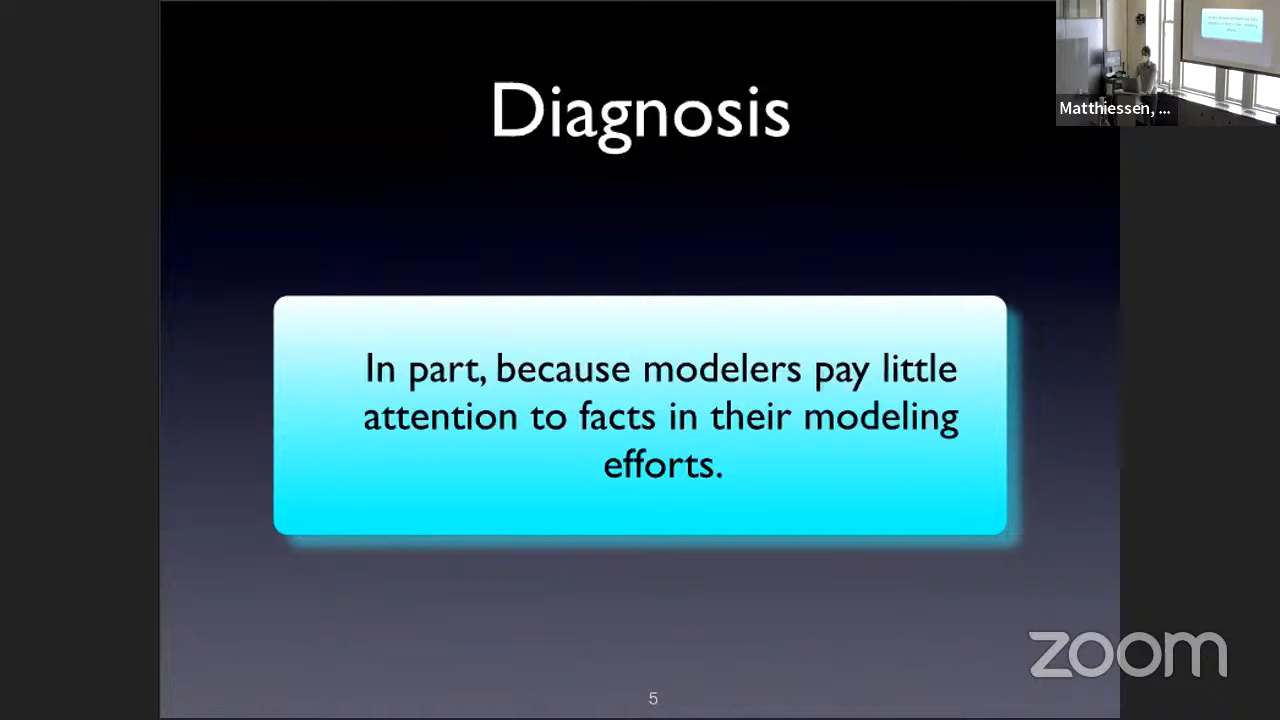 Diagnosis
Matthiessen, ...
In part, because modelers pay little
attention to facts in their modeling
efforts.
zoom
5